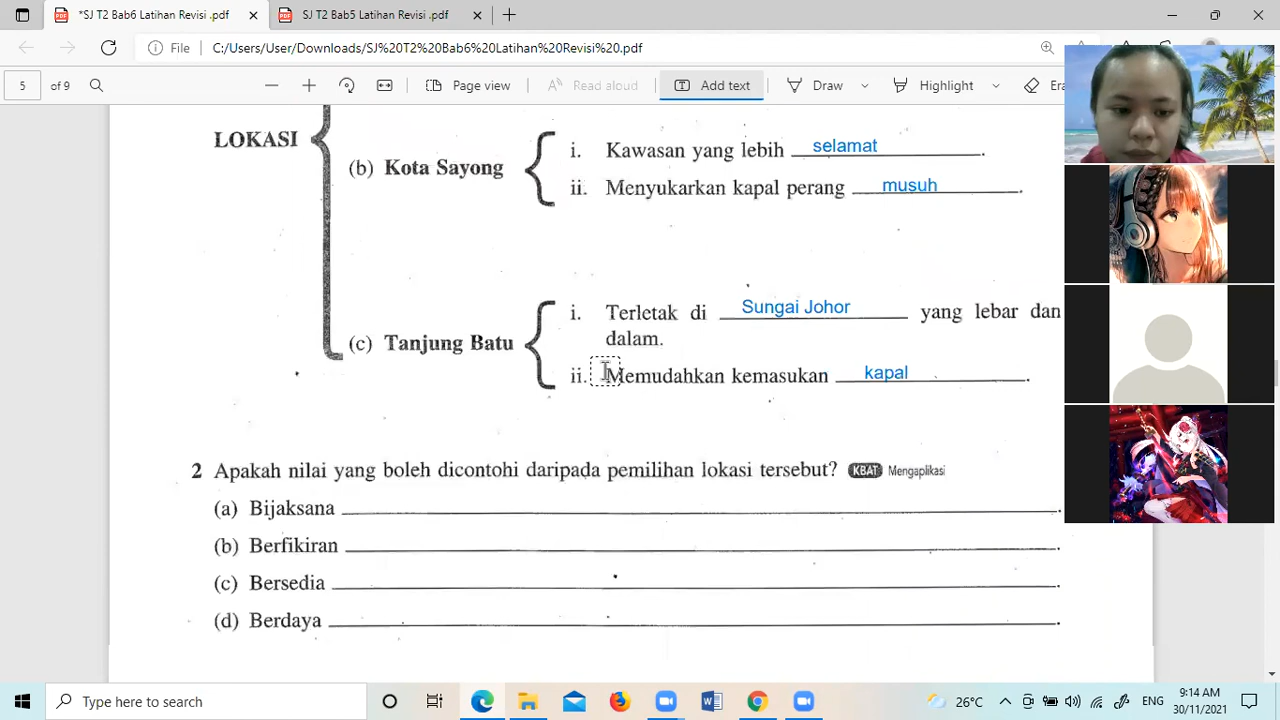 *SJ T2 Bab6 Latihan Revisi .pdf
SJ T2 Bab5 Latihan Revisi.pdf
File C:/Users/User/Downloads/SJ%20T2%20Bab6%20Latihan%20Revisi%20.pdf
5 of 9 Page view Read aloud Add text Draw Highlight Era
LOKASI
(b) Kota Sayong
i. Kawasan yang lebih selamat.
ii. Menyukarkan kapal perang musuh.
(c) Tanjung Batu
i. Terletak di Sungai Johor yang lebar dan
dalam.
ii. Memudahkan kemasukan kapal.
2 Apakah nilai yang boleh dicontohi daripada pemilihan lokasi tersebut? KBAT Mengaplikasi
(a) Bijaksana .
(b) Berfikiran .
(c) Bersedia .
(d) Berdaya .
Type here to search
26°C
ENG
9:14 AM
30/11/2021